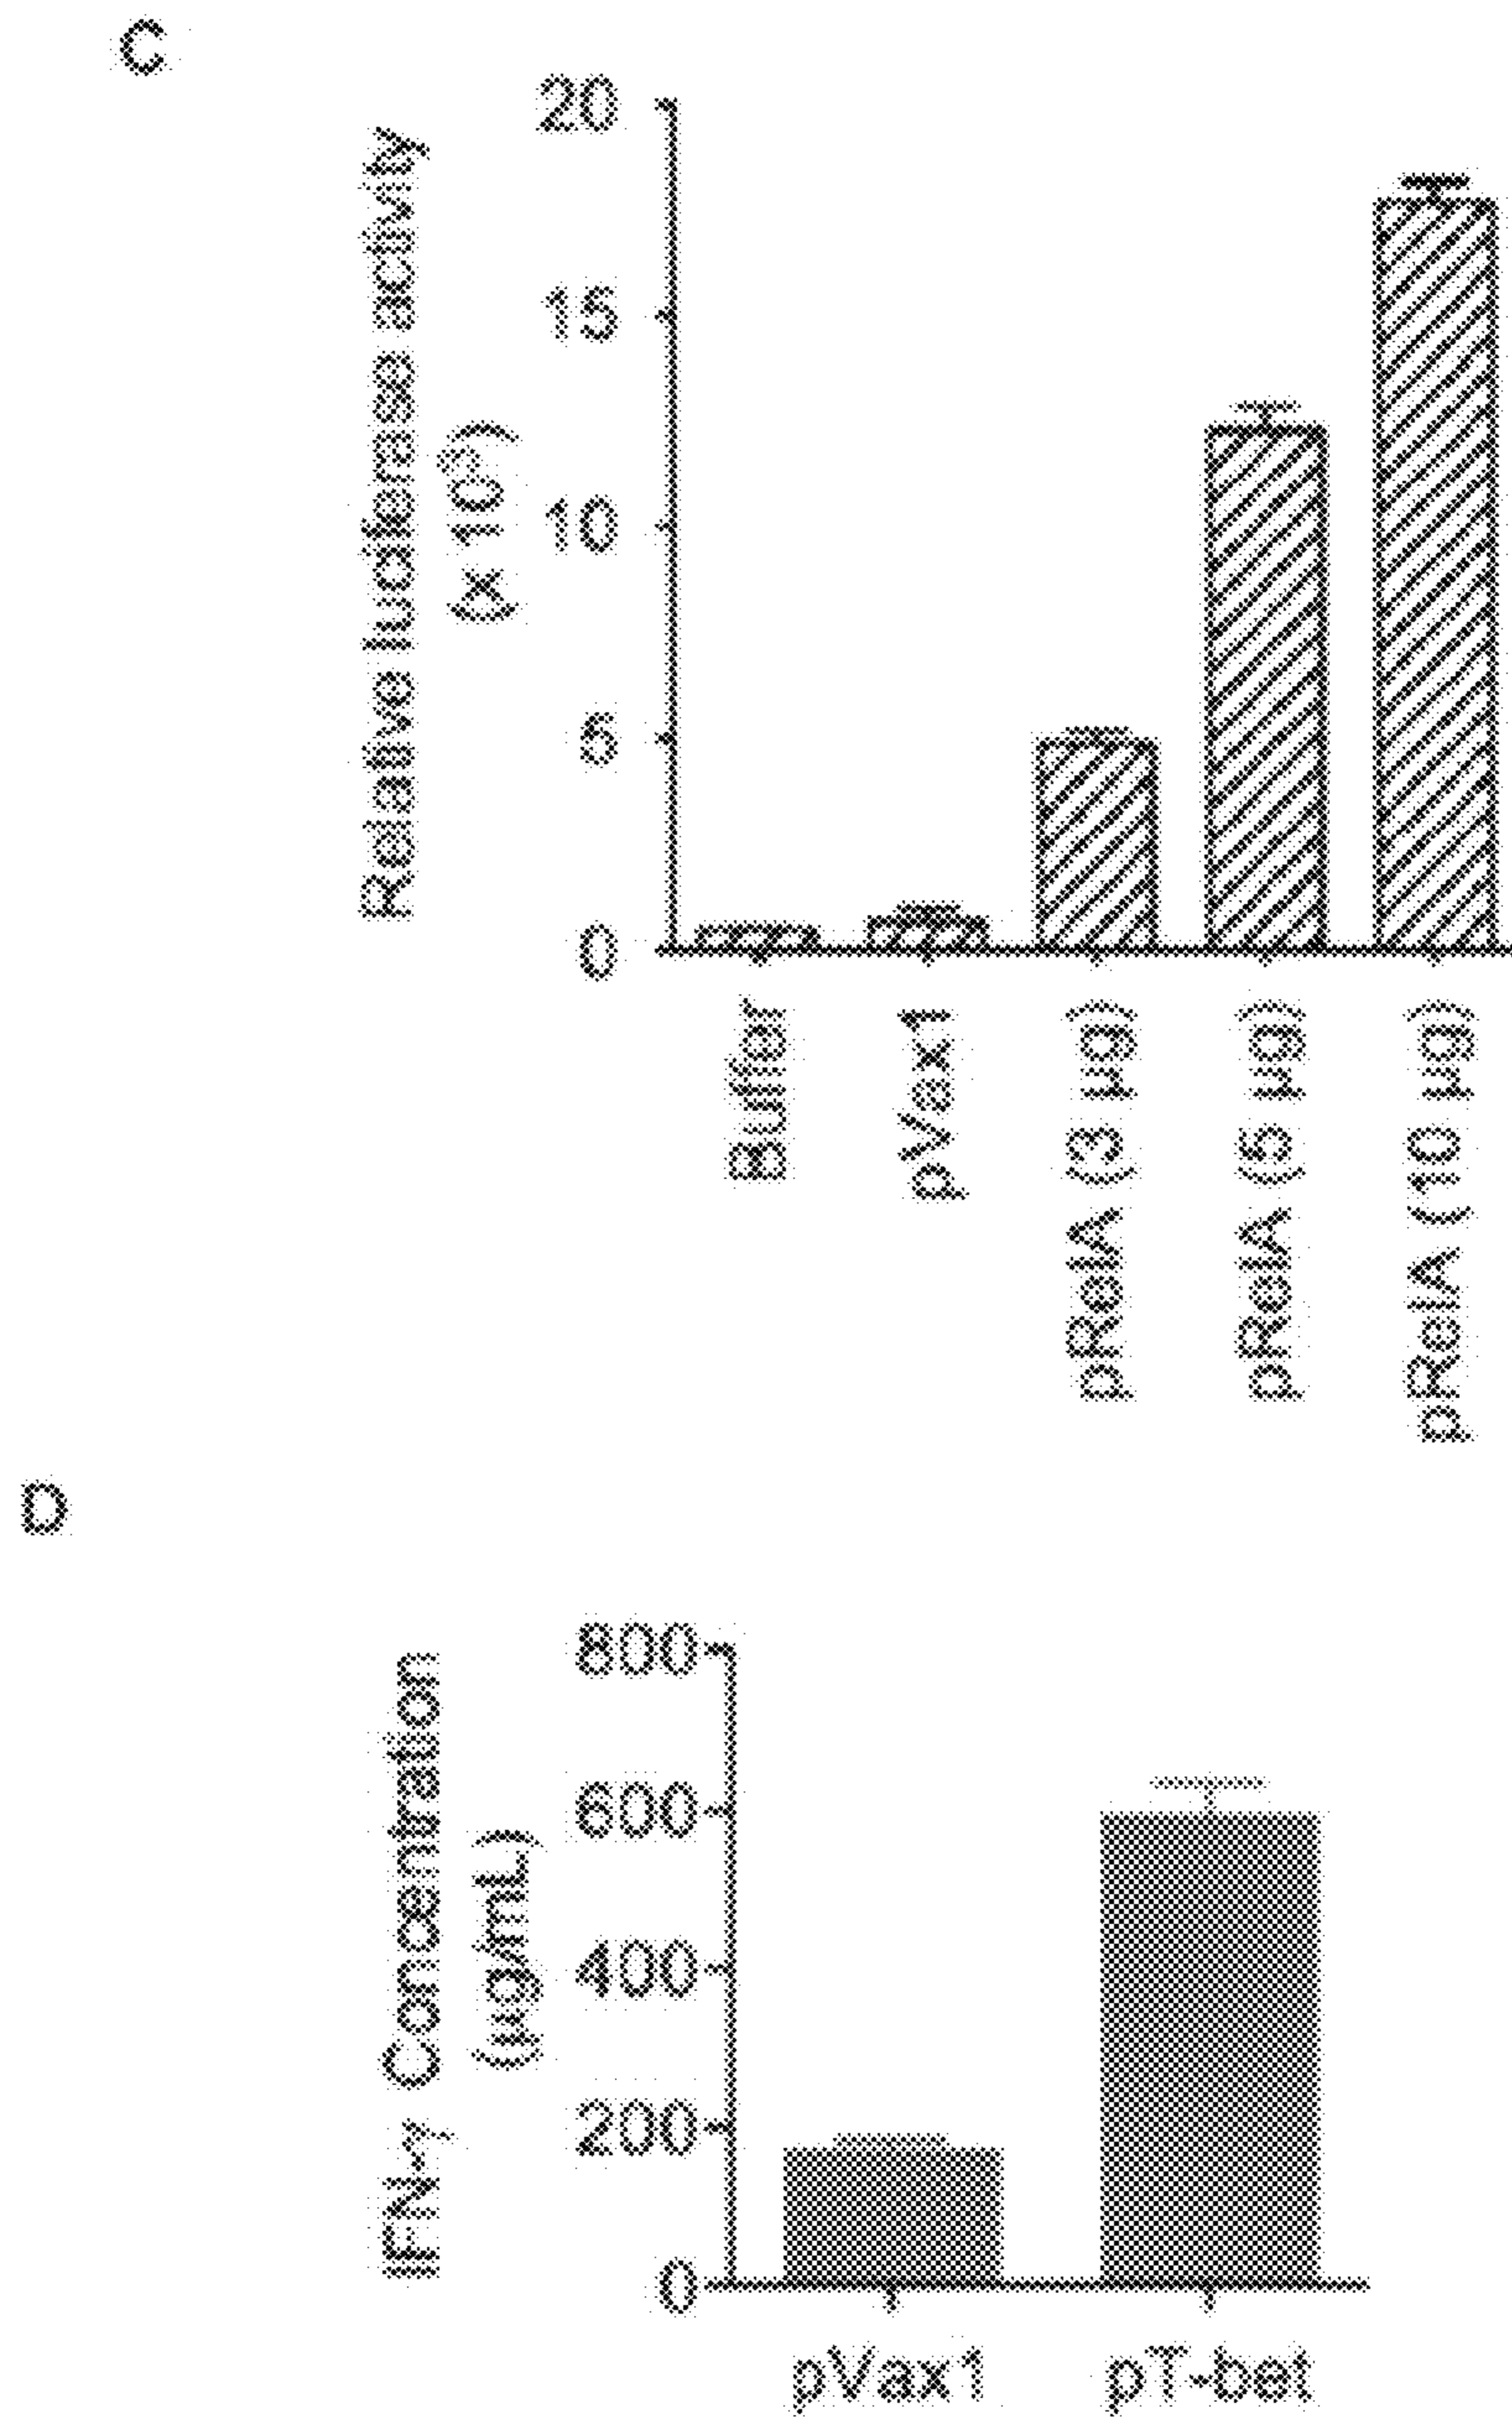 C
Relative luciferase activity
(x 10³)
20
15
10
5
0
Buffer
pVax1
pRelA (3 µg)
pRelA (5 µg)
pRelA (10 µg)
D
IFN-γ Concentration
(µg/mL)
800
600
400
200
0
pVax1
pT-bet